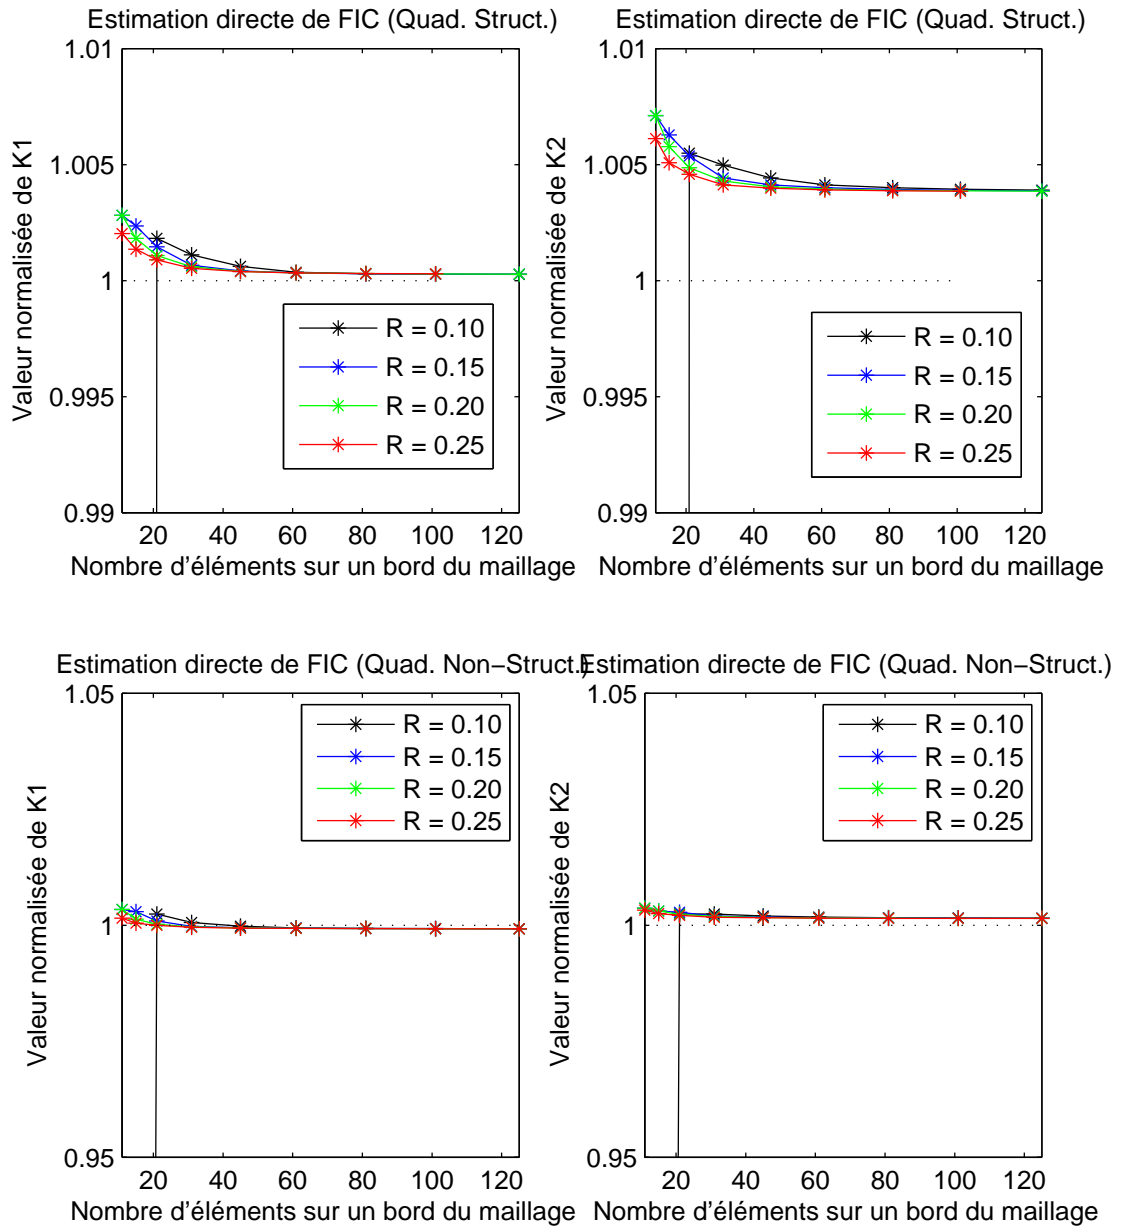 Estimation directe de FIC (Quad. Struct.)
1.01
1.005
1
0.995
0.99
Valeur normalisée de K1
R = 0.10
R = 0.15
R = 0.20
R = 0.25
20 40 60 80 100 120
Nombre d'éléments sur un bord du maillage
Estimation directe de FIC (Quad. Struct.)
1.01
1.005
1
0.995
0.99
Valeur normalisée de K2
R = 0.10
R = 0.15
R = 0.20
R = 0.25
20 40 60 80 100 120
Nombre d'éléments sur un bord du maillage
Estimation directe de FIC (Quad. Non−Struct.)
1.05
1
0.95
Valeur normalisée de K1
R = 0.10
R = 0.15
R = 0.20
R = 0.25
20 40 60 80 100 120
Nombre d'éléments sur un bord du maillage
Estimation directe de FIC (Quad. Non−Struct.)
1.05
1
0.95
Valeur normalisée de K2
R = 0.10
R = 0.15
R = 0.20
R = 0.25
20 40 60 80 100 120
Nombre d'éléments sur un bord du maillage